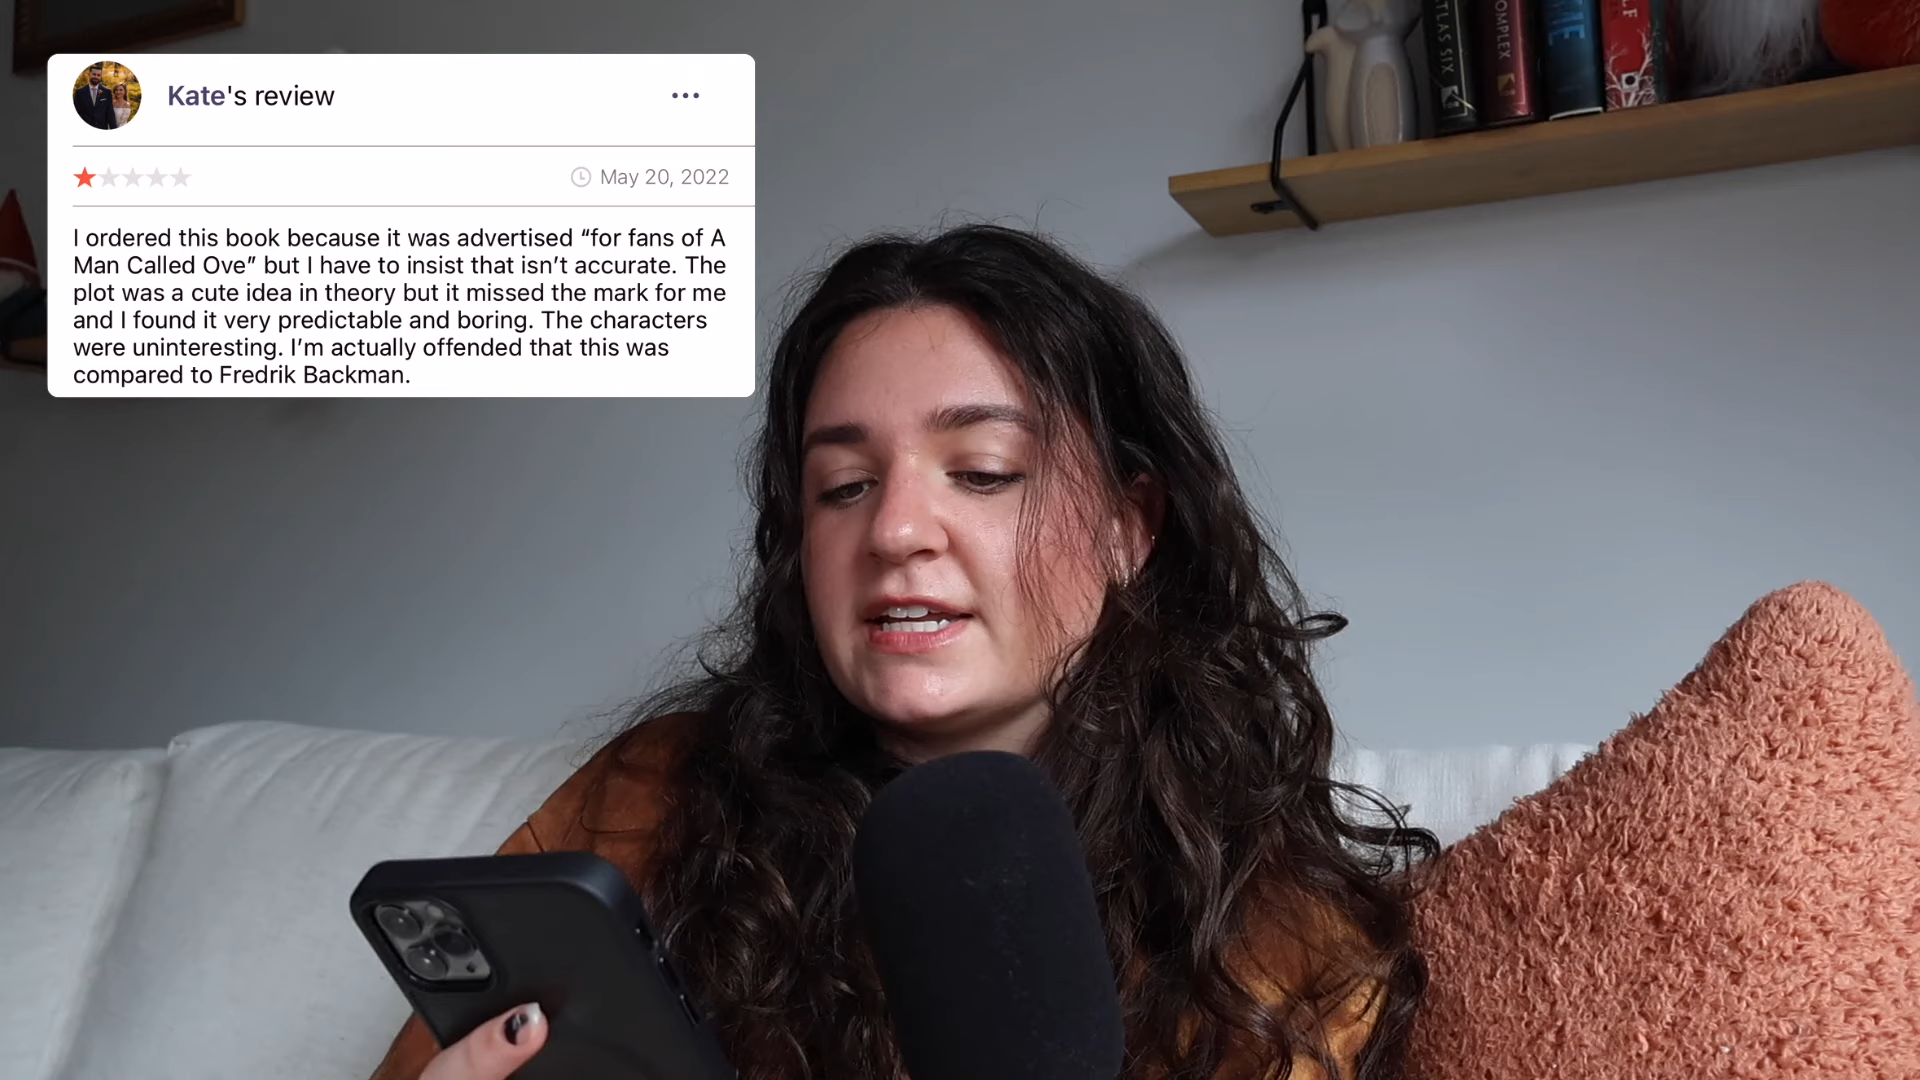 Kate's review
May 20, 2022
I ordered this book because it was advertised “for fans of A
Man Called Ove” but I have to insist that isn’t accurate. The
plot was a cute idea in theory but it missed the mark for me
and I found it very predictable and boring. The characters
were uninteresting. I’m actually offended that this was
compared to Fredrik Backman.
ATLAS SIX
OMPLEX
LF